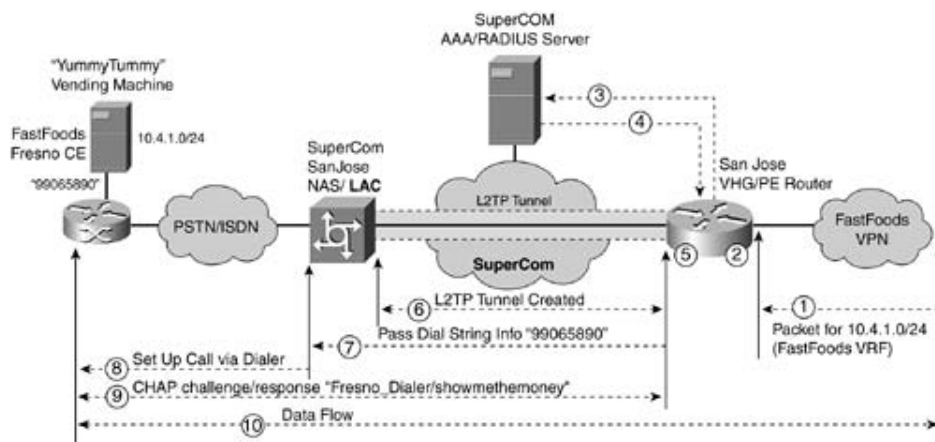 SuperCOM
AAA/RADIUS Server
"YummyTummy"
Vending Machine
FastFoods
Fresno CE
10.4.1.0/24
"99065890"
PSTN/ISDN
SuperCom
SanJose
NAS/ LAC
3
4
L2TP Tunnel
SuperCom
San Jose
VHG/PE Router
5
2
FastFoods
VPN
6
L2TP Tunnel Created
1
Packet for 10.4.1.0/24
(FastFoods VRF)
7
Pass Dial String Info "99065890"
8
Set Up Call via Dialer
9
CHAP challenge/response "Fresno_Dialer/showmethemoney"
10
Data Flow